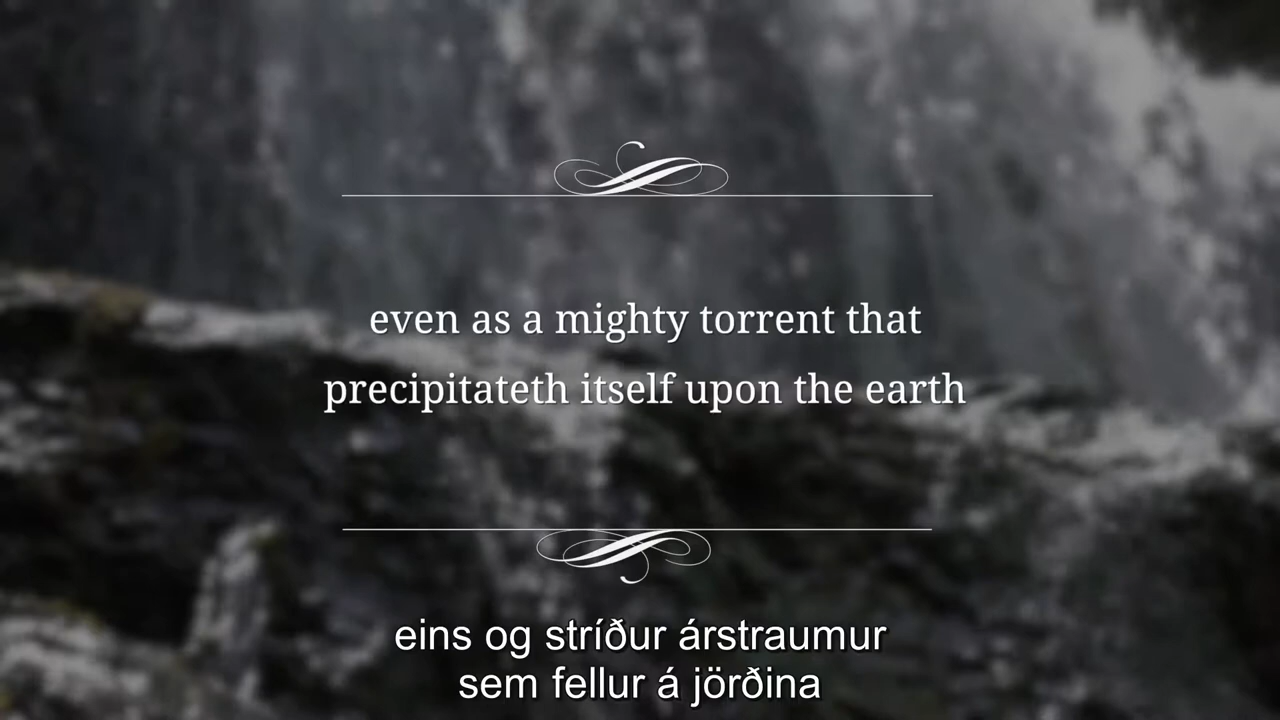 even as a mighty torrent that
precipitateth itself upon the earth
eins og stríður árstraumur
sem fellur á jörðina